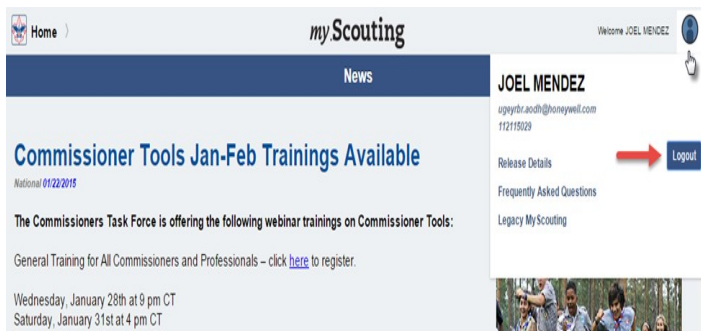 Home
my.Scouting
Welcome JOEL MENDEZ
News
JOEL MENDEZ
ugeyrbr.aodh@honeywell.com
112115029
Logout
Release Details
Frequently Asked Questions
Legacy MyScouting
Commissioner Tools Jan-Feb Trainings Available
National 01/22/2015
The Commissioners Task Force is offering the following webinar trainings on Commissioner Tools:
General Training for All Commissioners and Professionals – click here to register.
Wednesday, January 28th at 9 pm CT
Saturday, January 31st at 4 pm CT